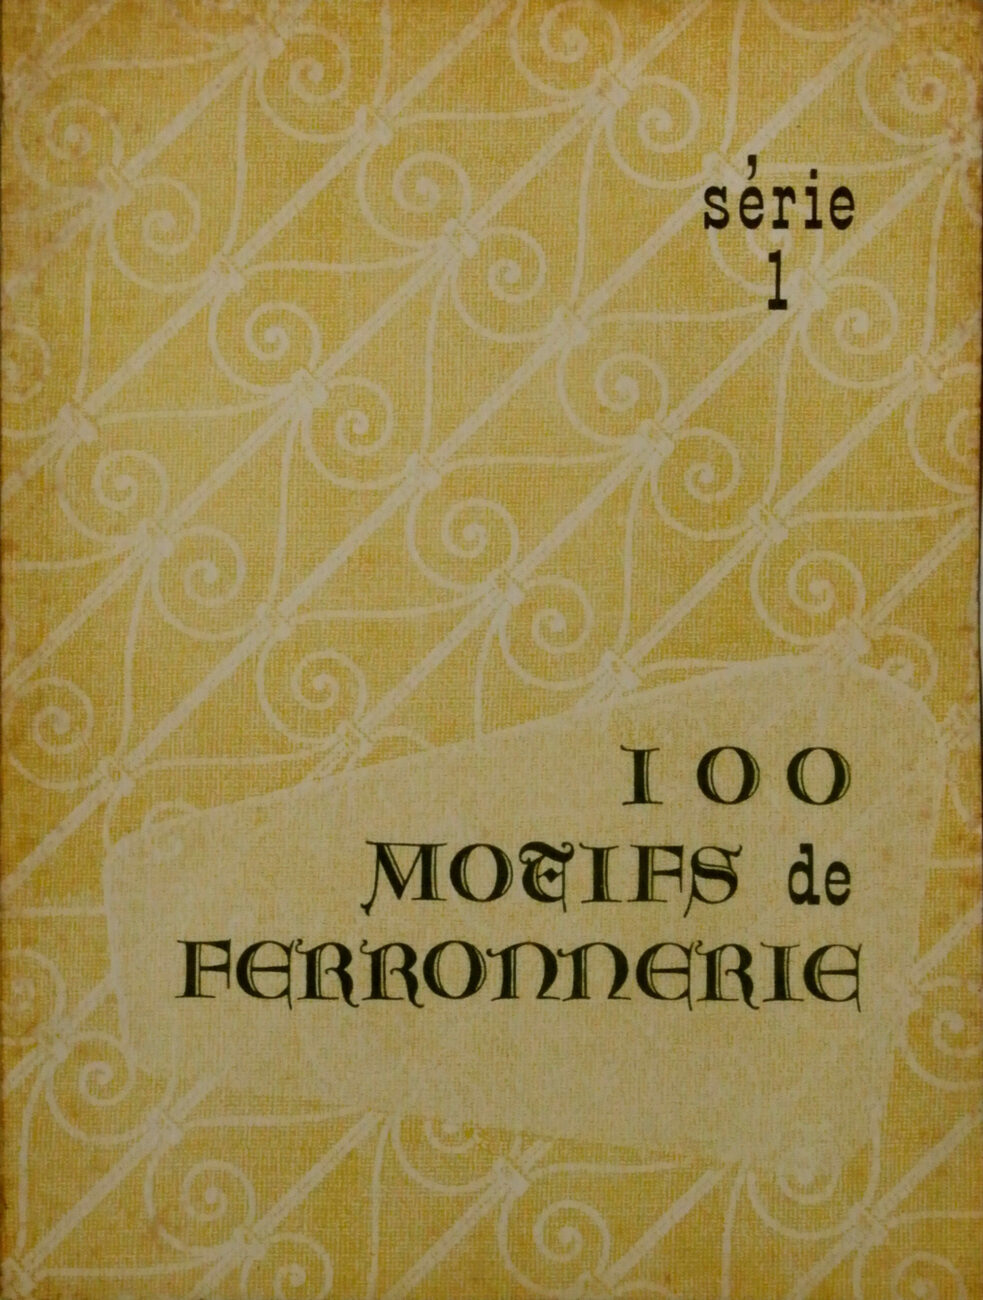 série
1
100
MOTIFS de
FERRONNERIE